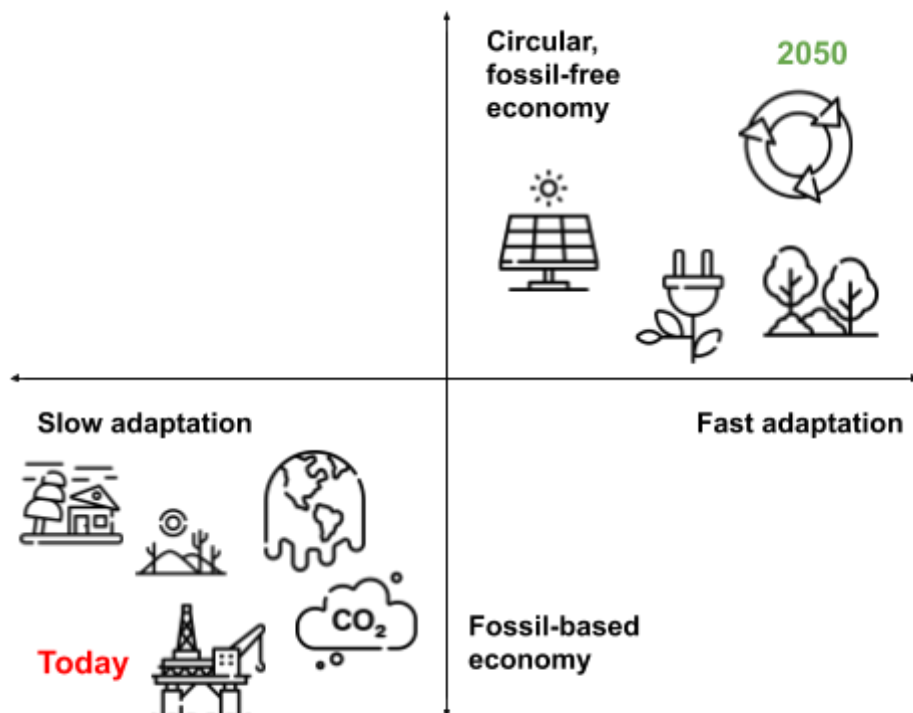 Circular,
fossil-free
economy
2050
Slow adaptation
Fast adaptation
CO₂
Today
Fossil-based
economy